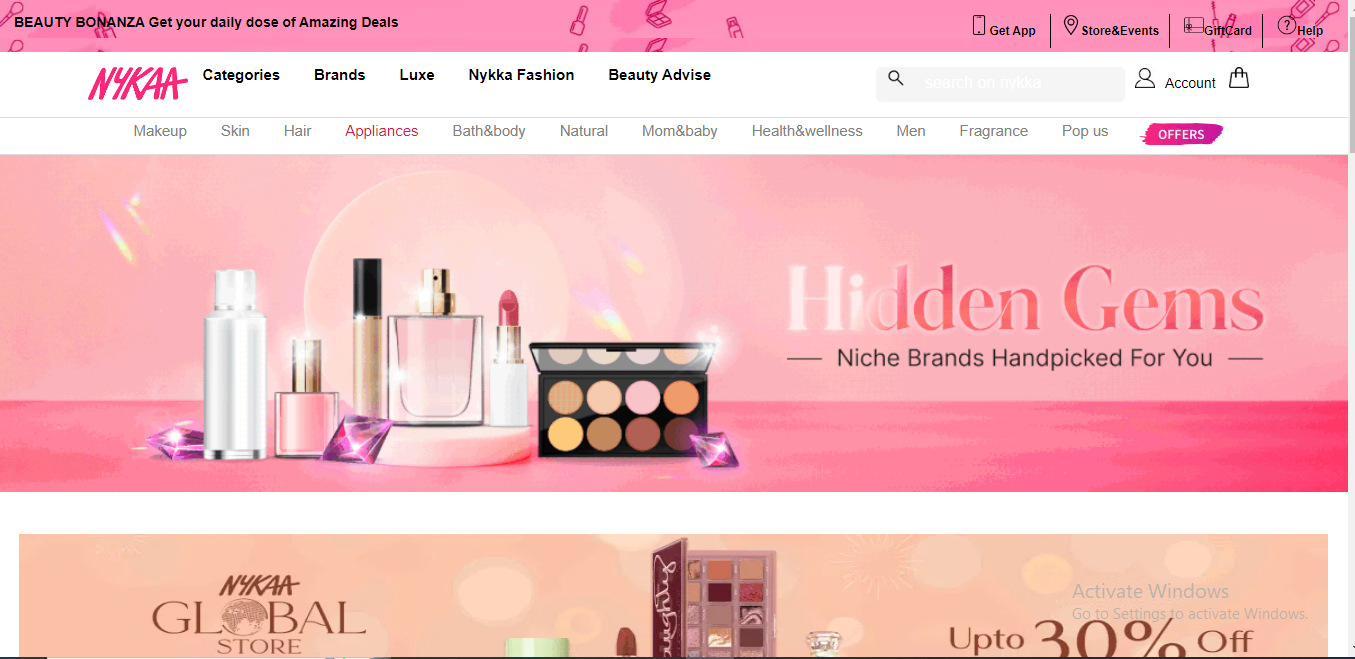 BEAUTY BONANZA Get your daily dose of Amazing Deals
Get App
Store&Events
GiftCard
Help
NYKAA
Categories Brands Luxe Nykka Fashion Beauty Advise
search on nykka
Account
Makeup Skin Hair Appliances Bath&body Natural Mom&baby Health&wellness Men Fragrance Pop us OFFERS
Hidden Gems
Niche Brands Handpicked For You
NYKAA
GLOBAL
STORE
naughty
Upto 30% Off
Activate Windows
Go to Settings to activate Windows.